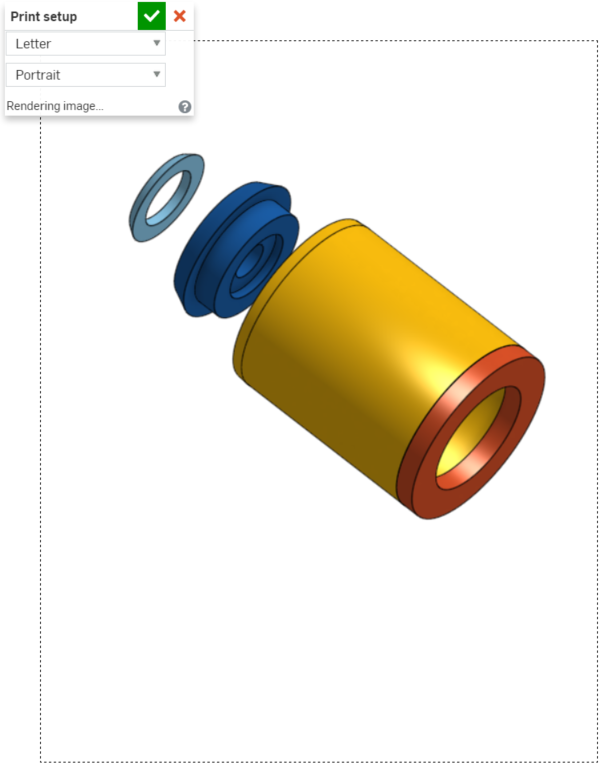 Print setup
Letter
Portrait
Rendering image...
?